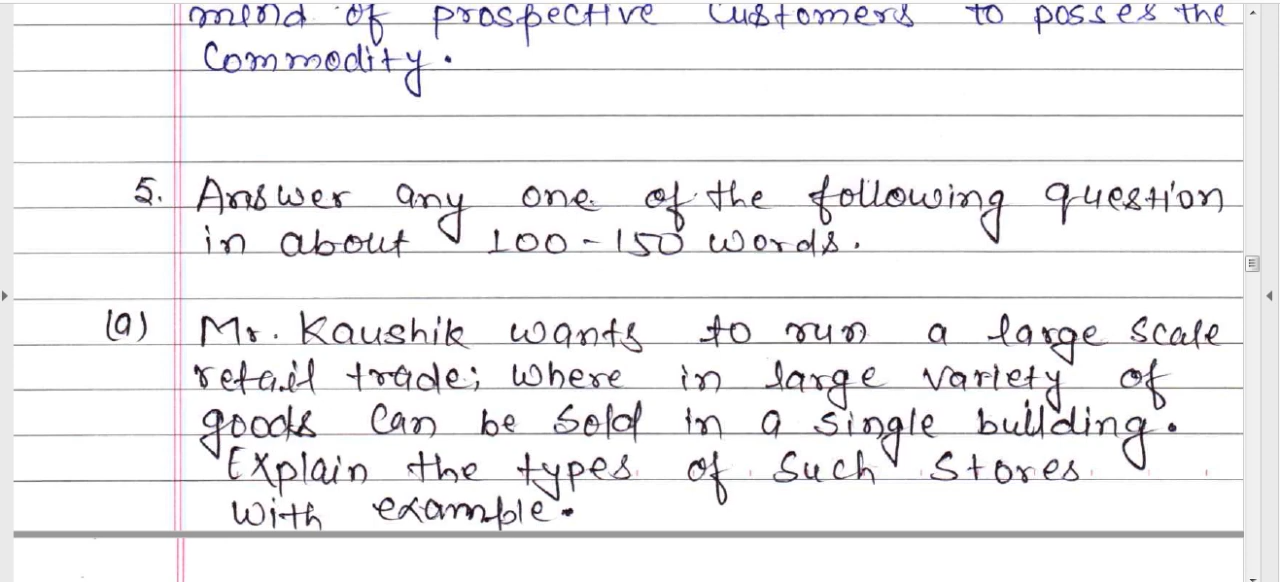 mind of prospective customers to posses the
Commodity.
5. Answer any one of the following question
in about 100-150 words.
(a) Mr. Kaushik wants to run a large scale
retail trade; where in large variety of
goods can be sold in a single building.
Explain the types of such stores
with example.